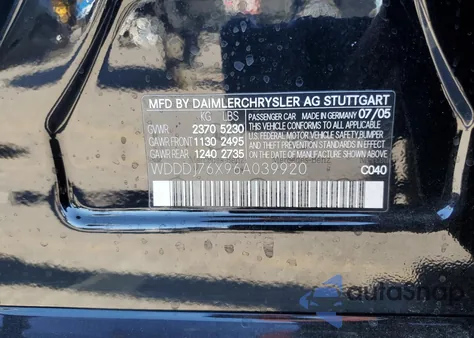 MFD BY DAIMLERCHRYSLER AG STUTTGART
KG LBS
GVWR 2370 5230
GAWR FRONT 1130 2495
GAWR REAR 1240 2735
PASSENGER CAR MADE IN GERMANY 07/05
THIS VEHICLE CONFORMS TO ALL APPLICABLE
U.S. FEDERAL MOTOR VEHICLE SAFETY, BUMPER
AND THEFT PREVENTION STANDARDS IN EFFECT ON
THE DATE OF MANUFACTURE SHOWN ABOVE.
WDDDJ76X96A039920
C040
autashop